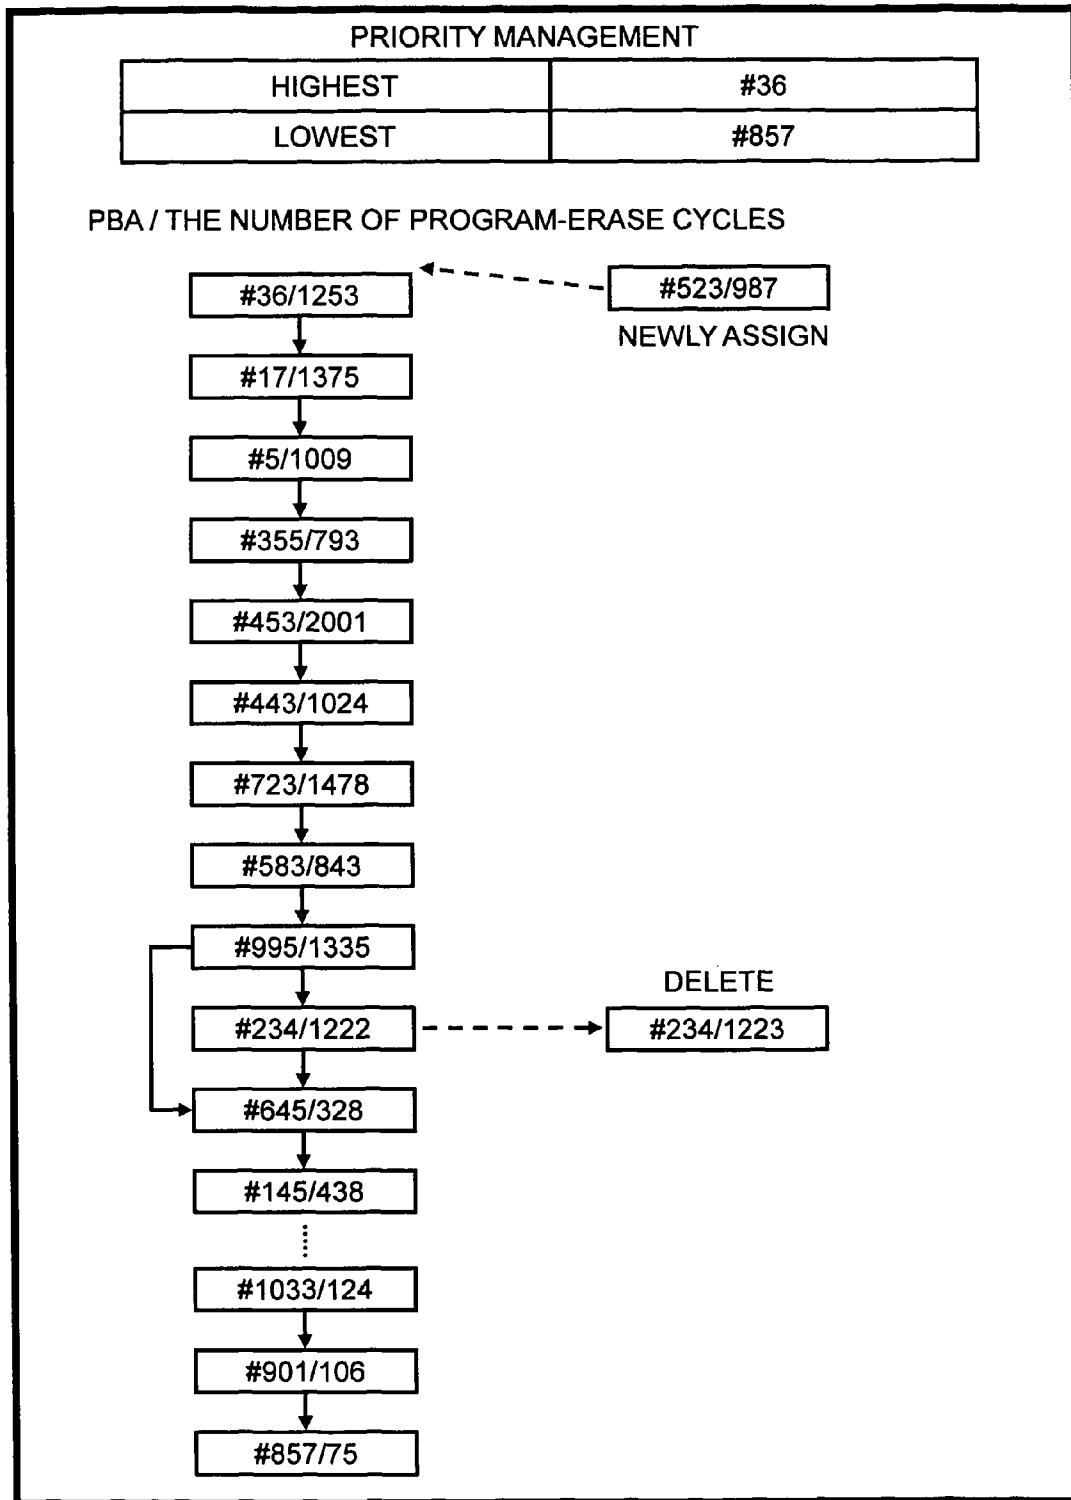 PRIORITY MANAGEMENT
HIGHEST #36
LOWEST #857
PBA / THE NUMBER OF PROGRAM-ERASE CYCLES
#36/1253
#523/987
NEWLY ASSIGN
#17/1375
#5/1009
#355/793
#453/2001
#443/1024
#723/1478
#583/843
#995/1335
DELETE
#234/1222
#234/1223
#645/328
#145/438
#1033/124
#901/106
#857/75